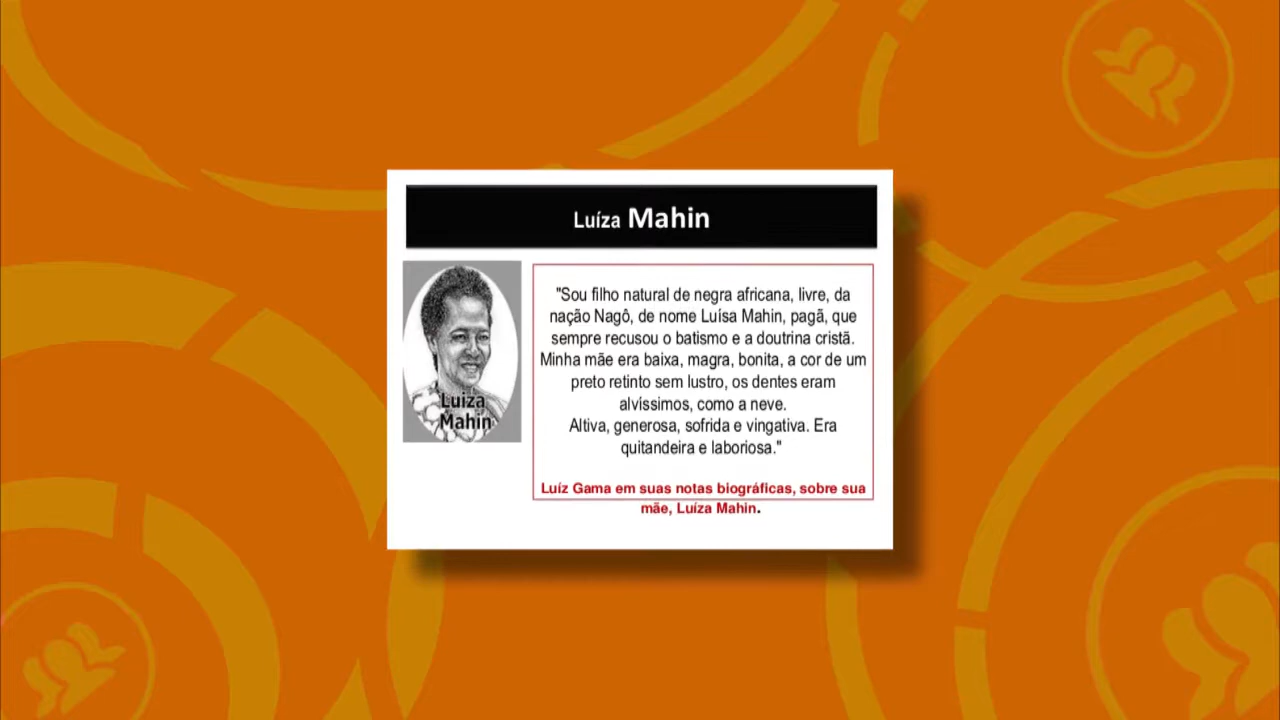 Luíza Mahin
Luiza
Mahin
"Sou filho natural de negra africana, livre, da
nação Nagô, de nome Luísa Mahin, pagã, que
sempre recusou o batismo e a doutrina cristã.
Minha mãe era baixa, magra, bonita, a cor de um
preto retinto sem lustro, os dentes eram
alvíssimos, como a neve.
Altiva, generosa, sofrida e vingativa. Era
quitandeira e laboriosa."
Luíz Gama em suas notas biográficas, sobre sua
mãe, Luíza Mahin.